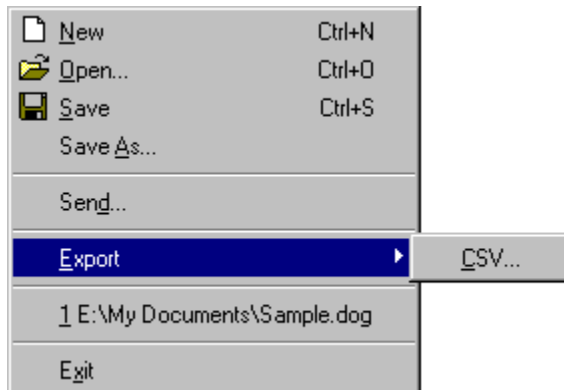 New Ctrl+N
Open... Ctrl+O
Save Ctrl+S
Save As...
Send...
Export CSV...
1 E:\My Documents\Sample.dog
Exit